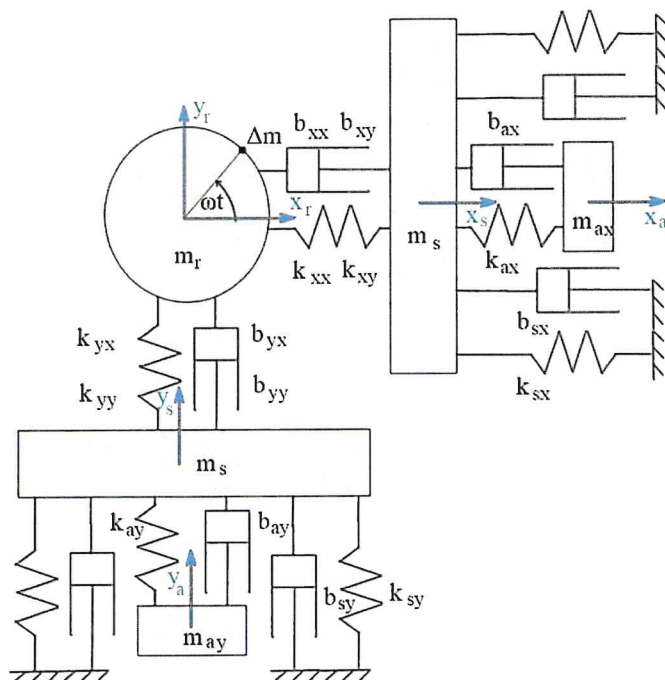 y_r
Δm
b_xx b_xy
b_ax
ωt
x_r
x_s
x_a
m_r
m_s
m_ax
k_xx k_xy
k_ax
k_yx
b_yx
b_sx
k_yy
b_yy
y_s
k_sx
m_s
k_ay
b_ay
y_a
b_sy
k_sy
m_ay